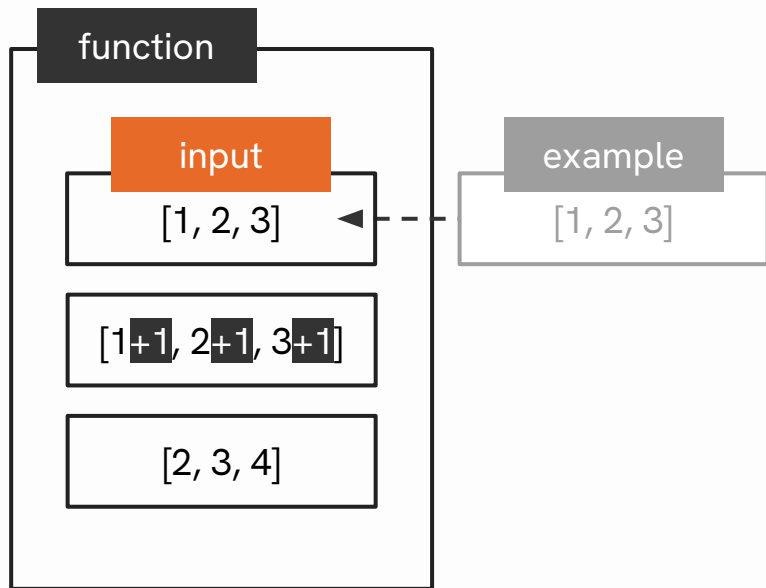 function
input
example
[1, 2, 3]
[1, 2, 3]
[1+1, 2+1, 3+1]
[2, 3, 4]